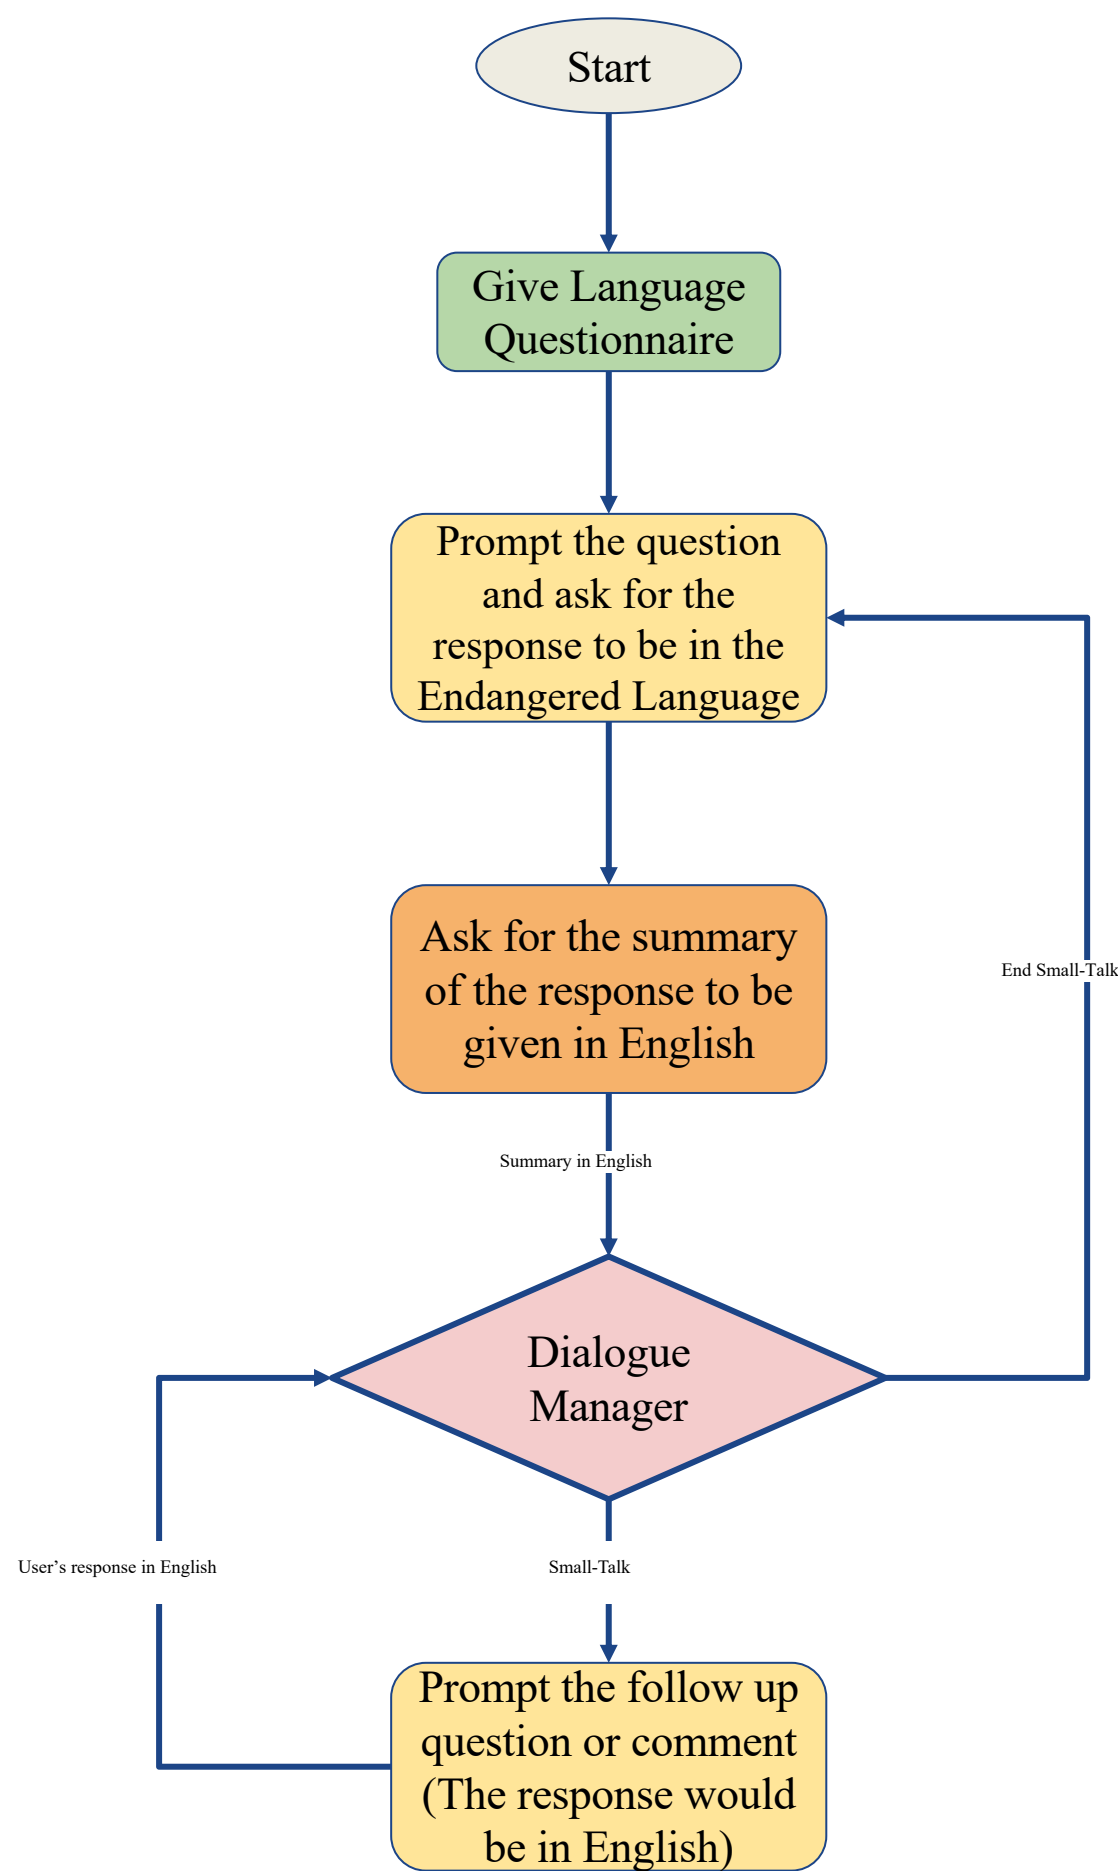 Start
Give Language
Questionnaire
Prompt the question
and ask for the
response to be in the
Endangered Language
Ask for the summary
of the response to be
given in English
End Small-Talk
Summary in English
Dialogue
Manager
User’s response in English
Small-Talk
Prompt the follow up
question or comment
(The response would
be in English)